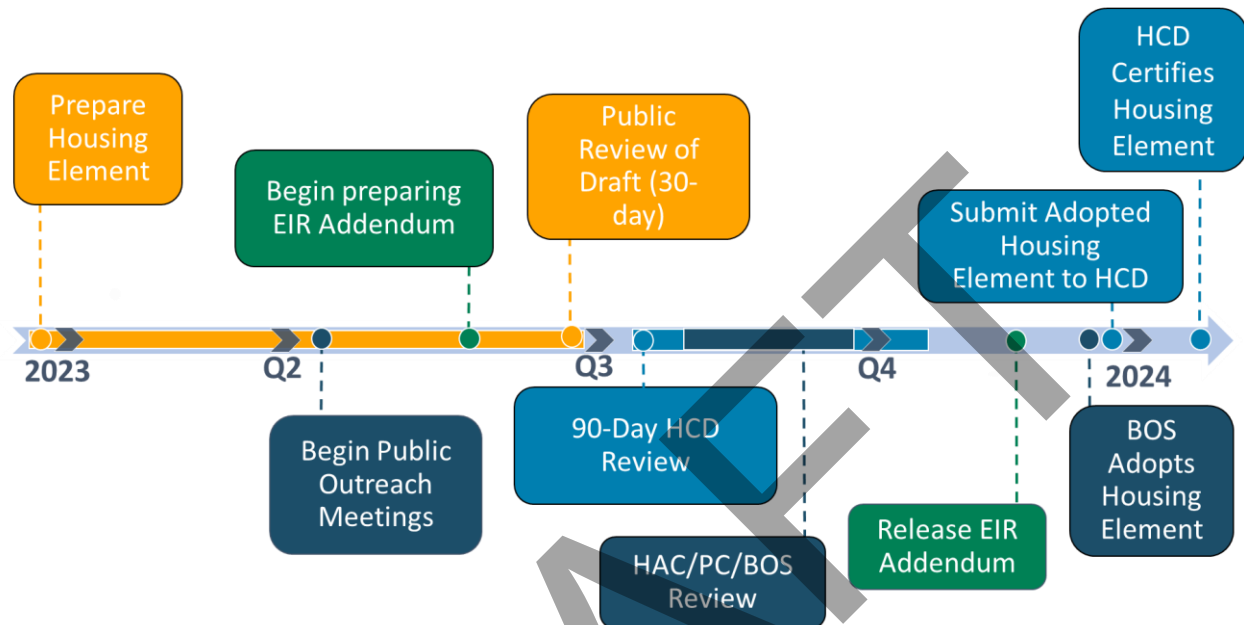 Prepare
Housing
Element
Begin preparing
EIR Addendum
Public
Review of
Draft (30-
day)
HCD
Certifies
Housing
Element
Submit Adopted
Housing
Element to HCD
2023
Q2
Q3
Q4
2024
Begin Public
Outreach
Meetings
90-Day HCD
Review
HAC/PC/BOS
Review
Release EIR
Addendum
BOS
Adopts
Housing
Element